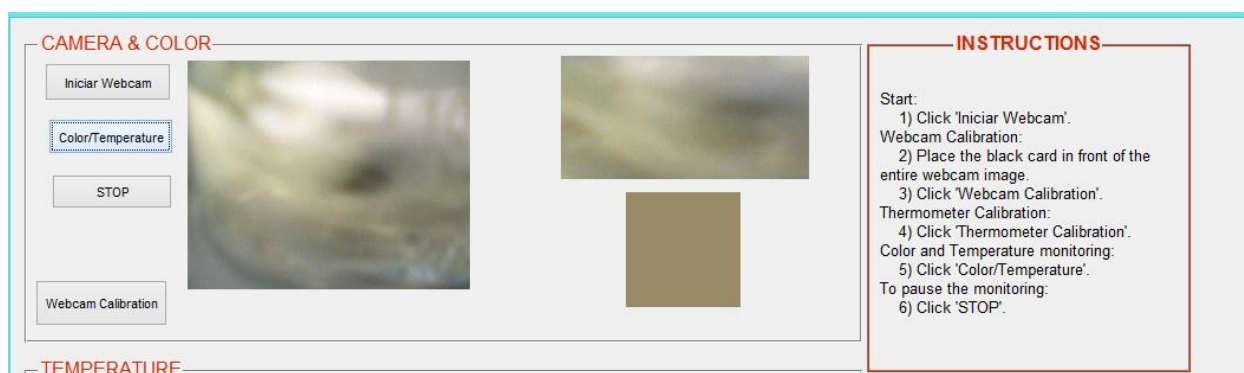 CAMERA & COLOR
Iniciar Webcam
Color/Temperature
STOP
Webcam Calibration
INSTRUCTIONS
Start:
1) Click 'Iniciar Webcam'.
Webcam Calibration:
2) Place the black card in front of the
entire webcam image.
3) Click 'Webcam Calibration'.
Thermometer Calibration:
4) Click 'Thermometer Calibration'.
Color and Temperature monitoring:
5) Click 'Color/Temperature'.
To pause the monitoring:
6) Click 'STOP'.
TEMPERATURE